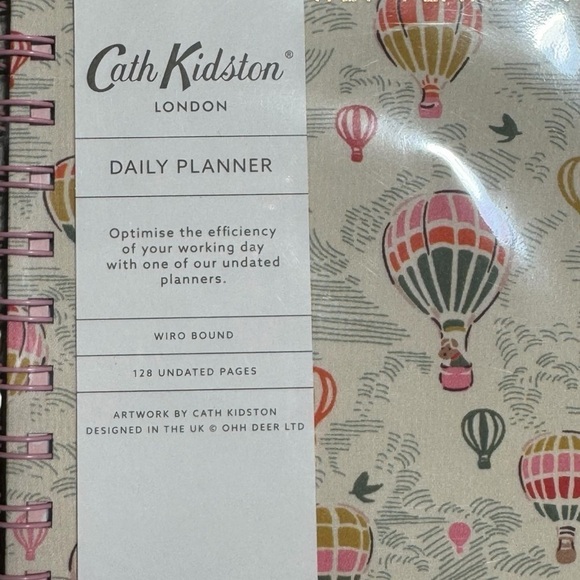 Cath Kidston®
LONDON
DAILY PLANNER
Optimise the efficiency
of your working day
with one of our undated
planners.
WIRO BOUND
128 UNDATED PAGES
ARTWORK BY CATH KIDSTON
DESIGNED IN THE UK © OHH DEER LTD